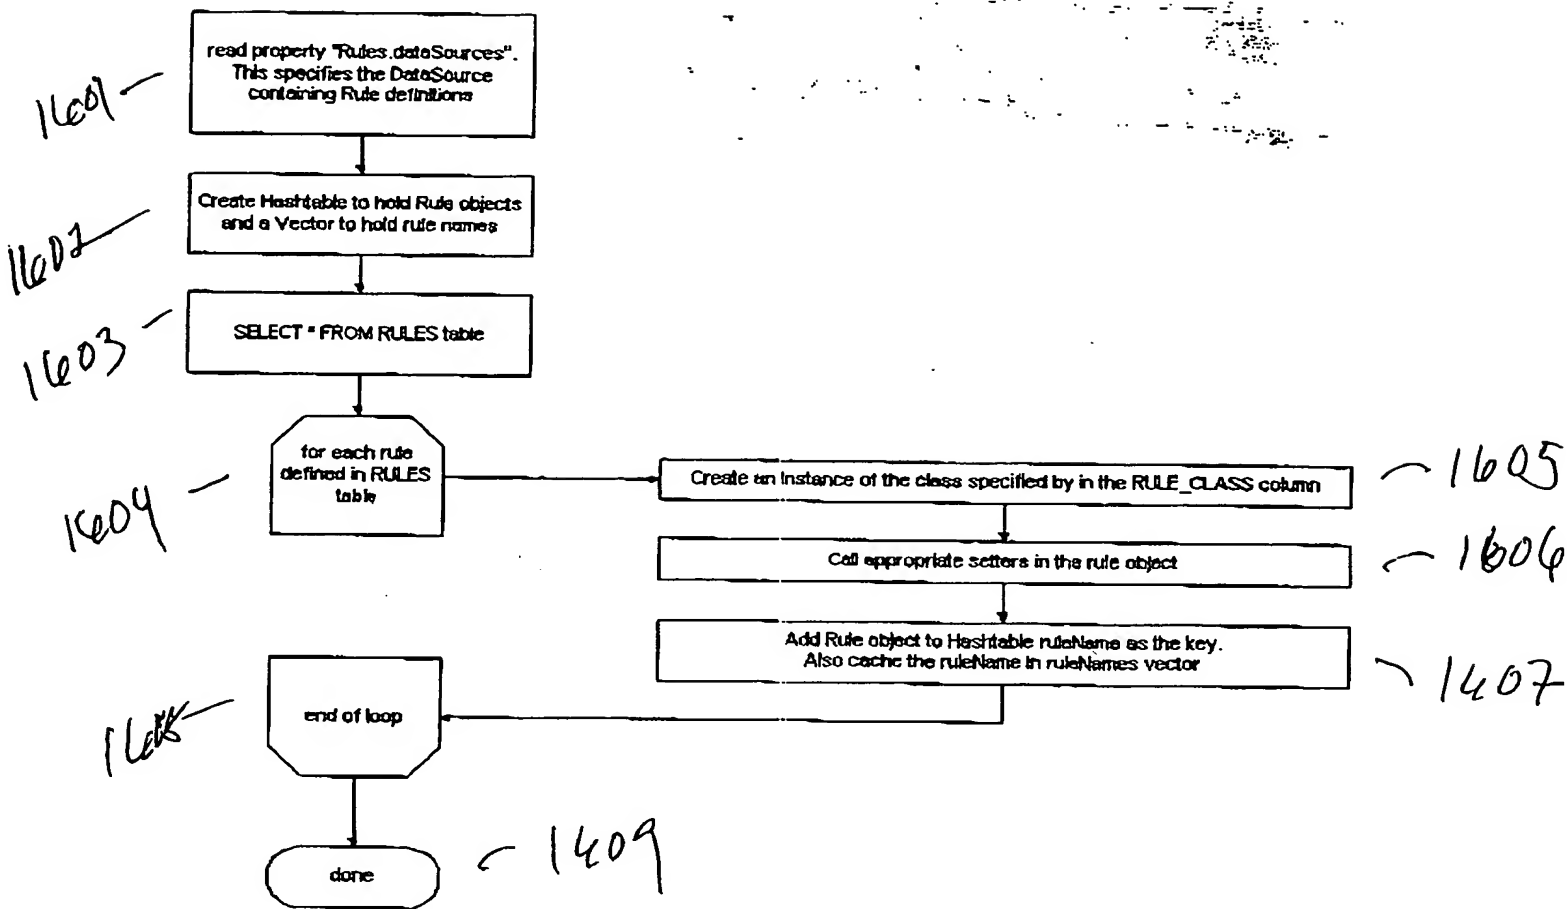 read property "Rules.dataSources".
This specifies the DataSource
containing Rule definitions
1601
Create Hashtable to hold Rule objects
and a Vector to hold rule names
1602
SELECT * FROM RULES table
1603
for each rule
defined in RULES
table
1604
Create an Instance of the class specified by in the RULE_CLASS column
1605
Call appropriate setters in the rule object
1606
Add Rule object to Hashtable ruleName as the key.
Also cache the ruleName in ruleNames vector
1607
end of loop
done
1609